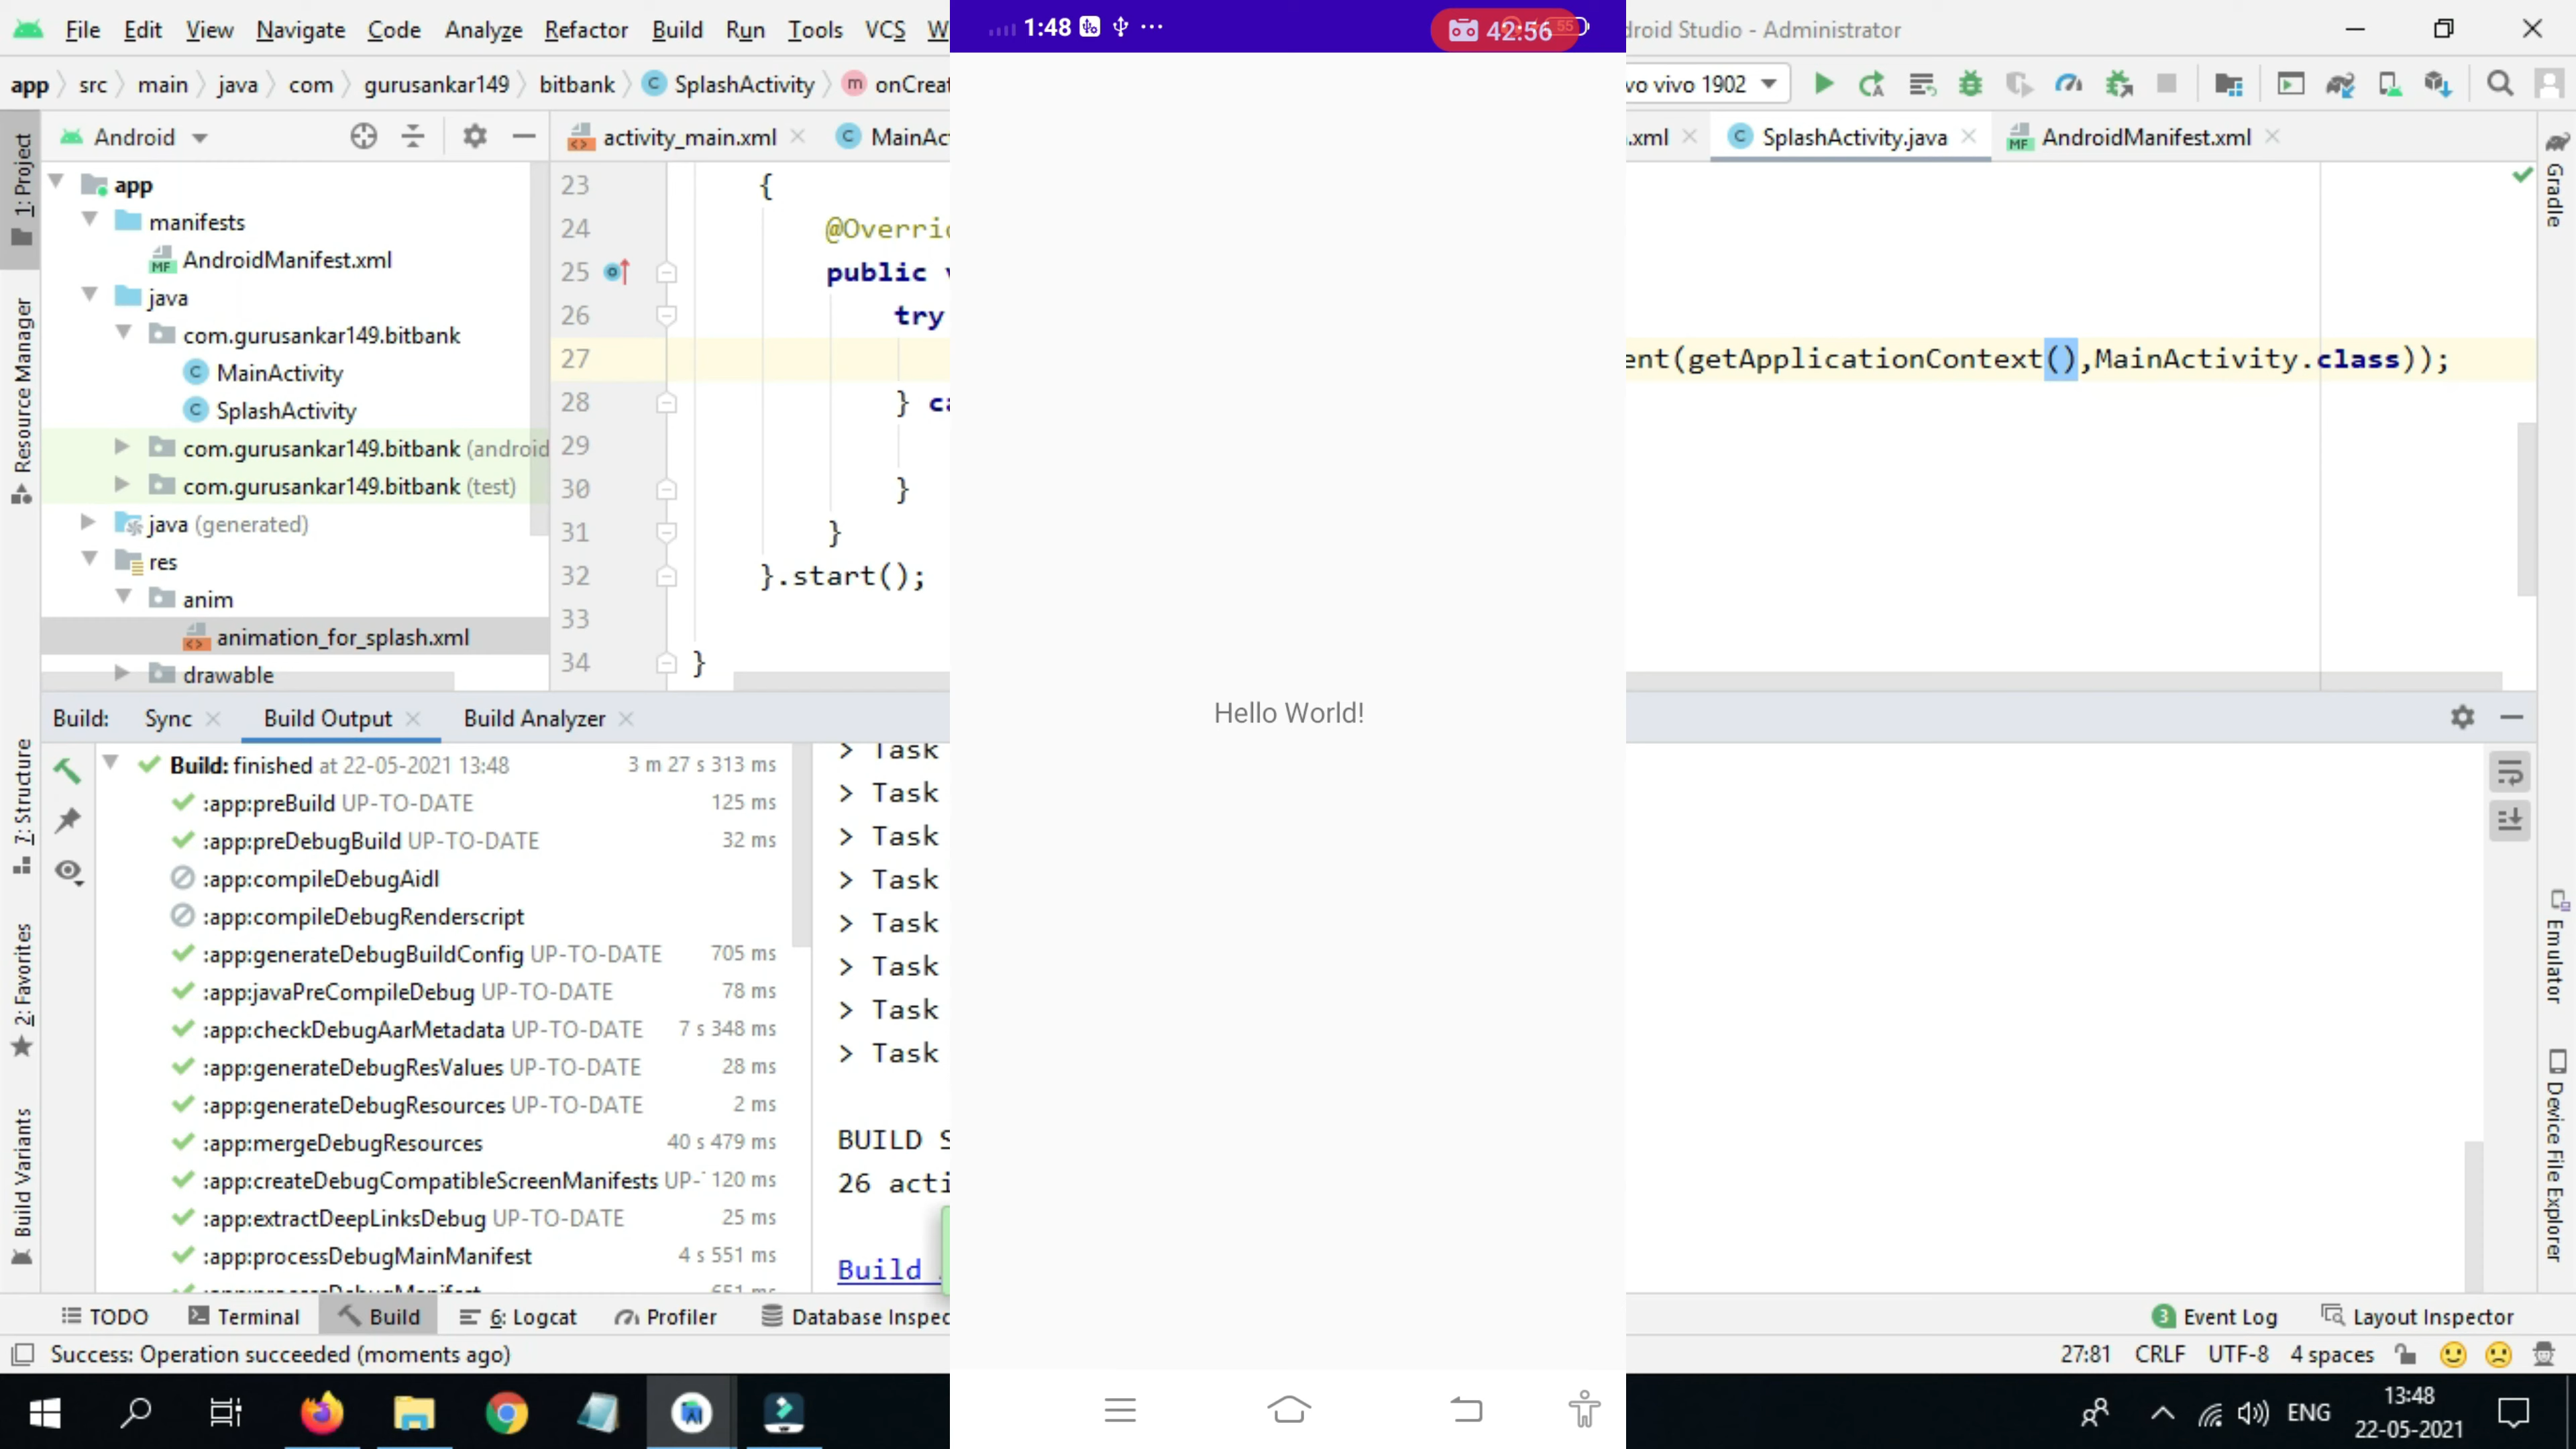 File Edit View Navigate Code Analyze Refactor Build Run Tools VCS
1:48
42:56
55
droid Studio - Administrator
app src main java com gurusankar149 bitbank SplashActivity
vo vivo 1902
Android
activity_main.xml
.xml
SplashActivity.java
AndroidManifest.xml
1: Project
Resource Manager
7: Structure
2: Favorites
Build Variants
app
manifests
AndroidManifest.xml
java
com.gurusankar149.bitbank
MainActivity
SplashActivity
com.gurusankar149.bitbank (android
com.gurusankar149.bitbank (test)
java (generated)
res
anim
animation_for_splash.xml
drawable
23 {
24 @Overri
25 public
26 try
27
28 } ca
29
30 }
31 }
32 }.start();
33
34 }
ent(getApplicationContext(),MainActivity.class));
Hello World!
Gradle
Emulator
Device File Explorer
Build: Sync Build Output Build Analyzer
Build: finished at 22-05-2021 13:48 3 m 27 s 313 ms
:app:preBuild UP-TO-DATE 125 ms
:app:preDebugBuild UP-TO-DATE 32 ms
:app:compileDebugAidl
:app:compileDebugRenderscript
:app:generateDebugBuildConfig UP-TO-DATE 705 ms
:app:javaPreCompileDebug UP-TO-DATE 78 ms
:app:checkDebugAarMetadata UP-TO-DATE 7 s 348 ms
:app:generateDebugResValues UP-TO-DATE 28 ms
:app:generateDebugResources UP-TO-DATE 2 ms
:app:mergeDebugResources 40 s 479 ms
:app:createDebugCompatibleScreenManifests UP- 120 ms
:app:extractDeepLinksDebug UP-TO-DATE 25 ms
:app:processDebugMainManifest 4 s 551 ms
> Task
> Task
> Task
> Task
> Task
> Task
> Task
> Task
BUILD S
26 acti
Build
TODO Terminal Build 6: Logcat Profiler Database Inspec
3 Event Log Layout Inspector
Success: Operation succeeded (moments ago)
27:81 CRLF UTF-8 4 spaces
ENG
13:48
22-05-2021